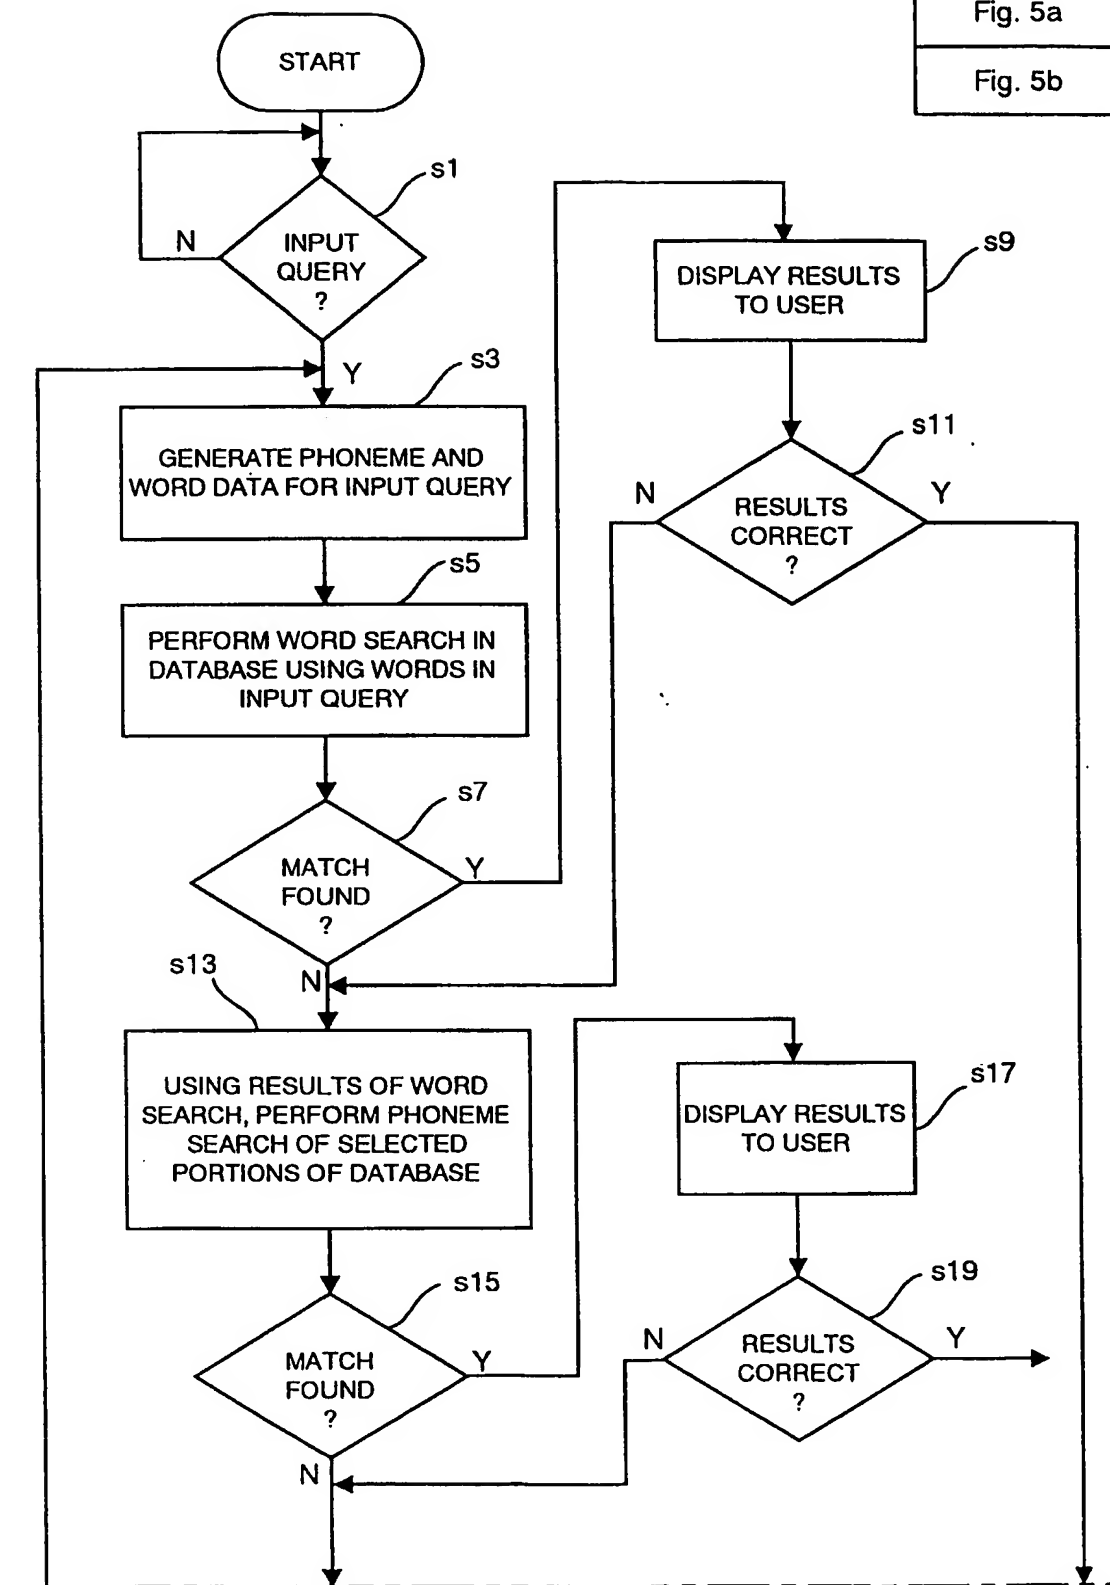 Fig. 5a
Fig. 5b
START
s1
N
INPUT
QUERY
?
Y
s3
GENERATE PHONEME AND
WORD DATA FOR INPUT QUERY
s5
PERFORM WORD SEARCH IN
DATABASE USING WORDS IN
INPUT QUERY
s7
MATCH
FOUND
?
Y
N
s9
DISPLAY RESULTS
TO USER
s11
N
Y
RESULTS
CORRECT
?
s13
USING RESULTS OF WORD
SEARCH, PERFORM PHONEME
SEARCH OF SELECTED
PORTIONS OF DATABASE
s15
MATCH
FOUND
?
Y
N
s17
DISPLAY RESULTS
TO USER
s19
N
Y
RESULTS
CORRECT
?